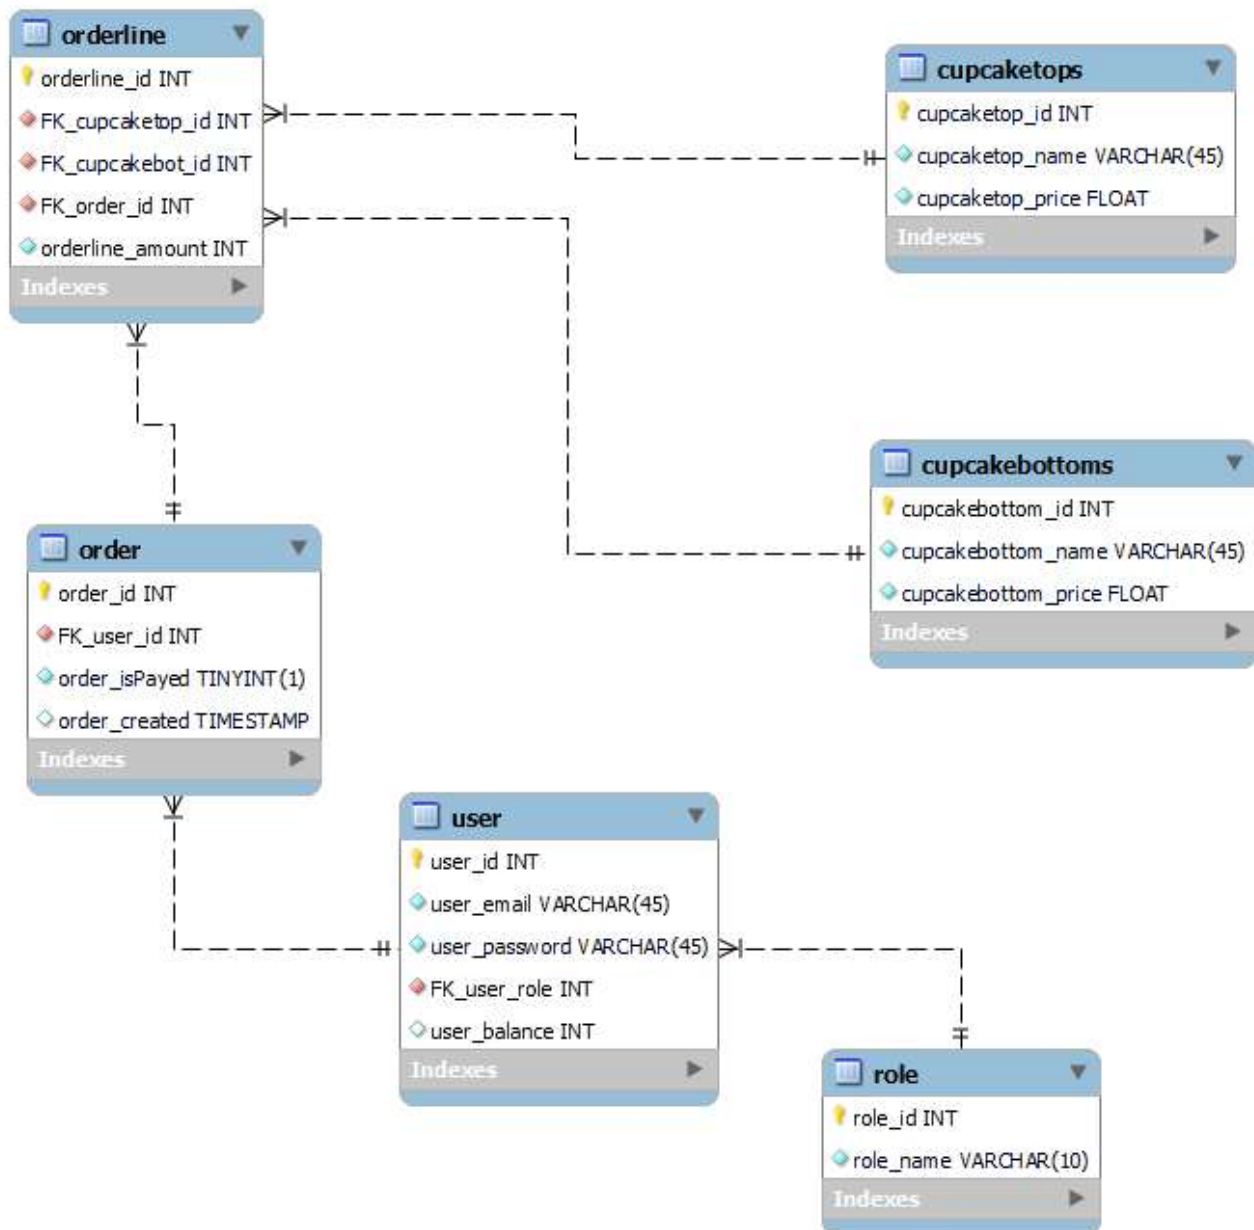 orderline
orderline_id INT
FK_cupcaketop_id INT
FK_cupcakebot_id INT
FK_order_id INT
orderline_amount INT
Indexes
cupcaketops
cupcaketop_id INT
cupcaketop_name VARCHAR(45)
cupcaketop_price FLOAT
Indexes
cupcakebottoms
cupcakebottom_id INT
cupcakebottom_name VARCHAR(45)
cupcakebottom_price FLOAT
Indexes
order
order_id INT
FK_user_id INT
order_isPayed TINYINT(1)
order_created TIMESTAMP
Indexes
user
user_id INT
user_email VARCHAR(45)
user_password VARCHAR(45)
FK_user_role INT
user_balance INT
Indexes
role
role_id INT
role_name VARCHAR(10)
Indexes